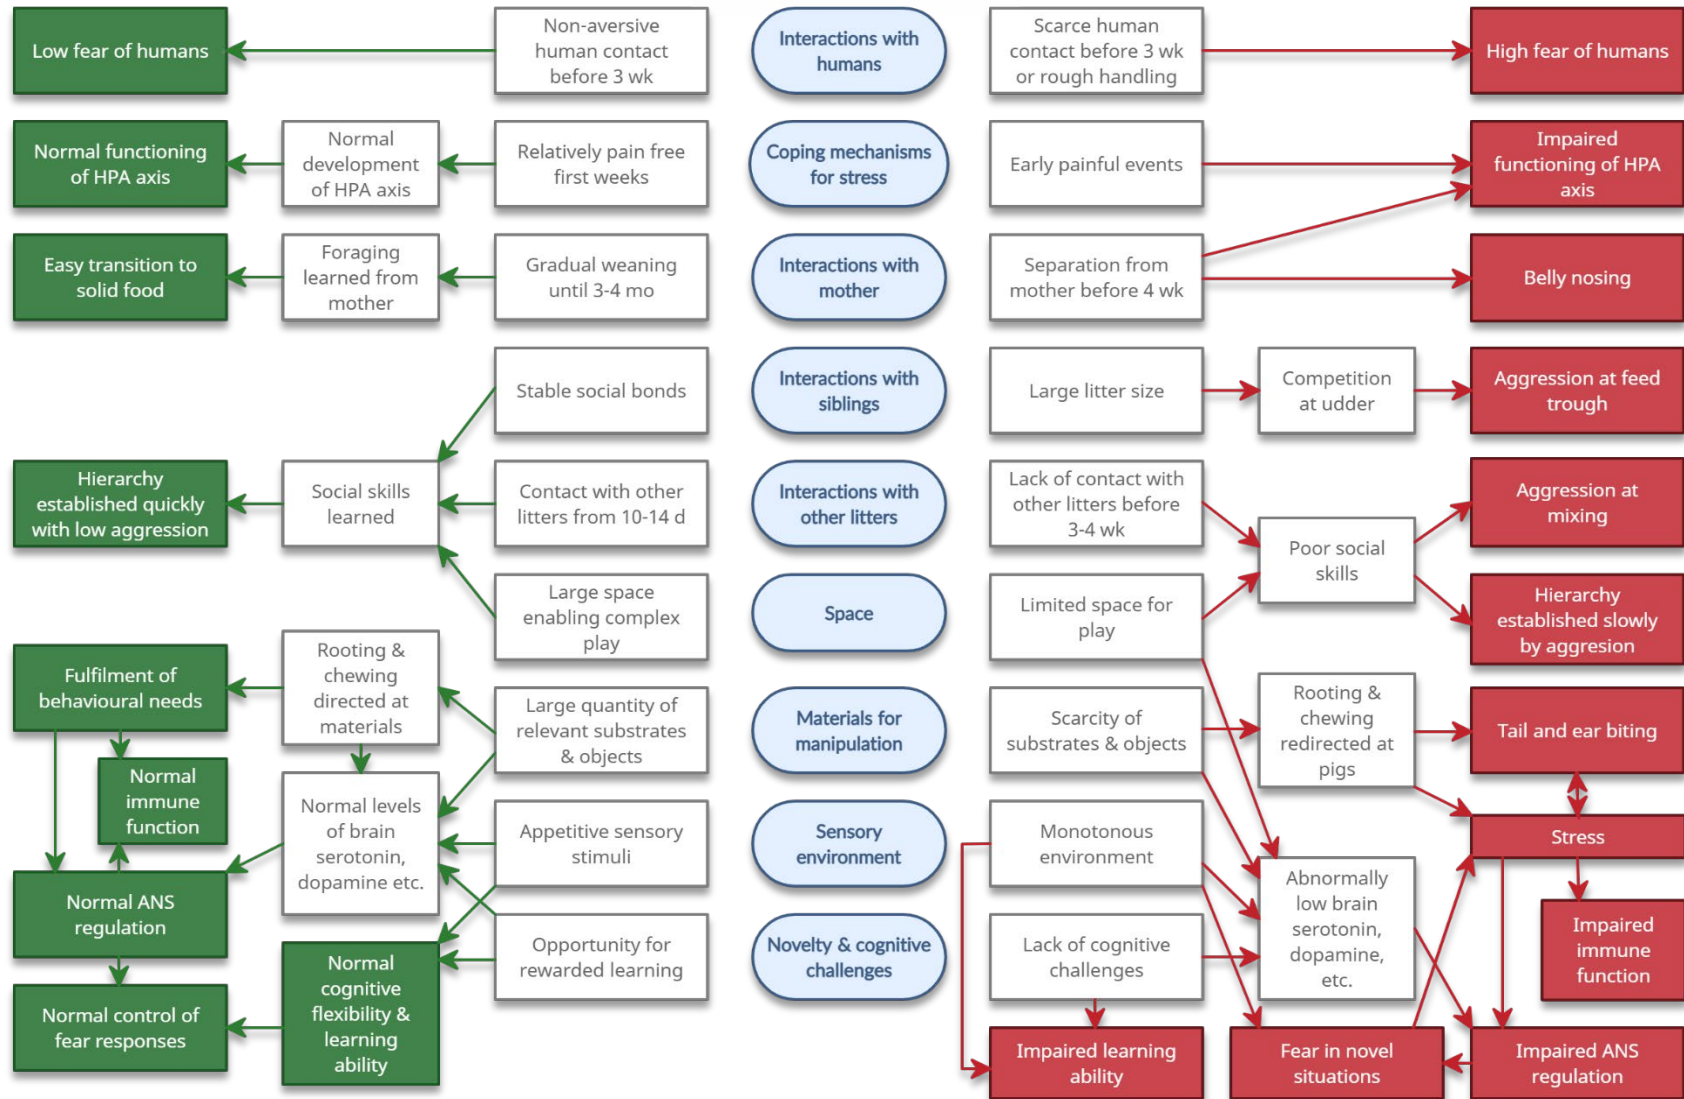 Low fear of humans
Non-aversive
human contact
before 3 wk
Interactions with
humans
Scarce human
contact before 3 wk
or rough handling
High fear of humans
Normal functioning
of HPA axis
Normal
development
of HPA axis
Relatively pain free
first weeks
Coping mechanisms
for stress
Early painful events
Impaired
functioning of HPA
axis
Easy transition to
solid food
Foraging
learned from
mother
Gradual weaning
until 3-4 mo
Interactions with
mother
Separation from
mother before 4 wk
Belly nosing
Stable social bonds
Interactions with
siblings
Large litter size
Competition
at udder
Aggression at feed
trough
Hierarchy
established quickly
with low aggression
Social skills
learned
Contact with other
litters from 10-14 d
Interactions with
other litters
Lack of contact with
other litters before
3-4 wk
Poor social
skills
Aggression at
mixing
Large space
enabling complex
play
Space
Limited space for
play
Hierarchy
established slowly
by aggresion
Fulfilment of
behavioural needs
Rooting &
chewing
directed at
materials
Large quantity of
relevant substrates
& objects
Materials for
manipulation
Scarcity of
substrates & objects
Rooting &
chewing
redirected at
pigs
Tail and ear biting
Normal
immune
function
Normal levels
of brain
serotonin,
dopamine etc.
Appetitive sensory
stimuli
Sensory
environment
Monotonous
environment
Stress
Normal ANS
regulation
Abnormally
low brain
serotonin,
dopamine,
etc.
Impaired
immune
function
Normal control of
fear responses
Normal
cognitive
flexibility &
learning
ability
Opportunity for
rewarded learning
Novelty & cognitive
challenges
Lack of cognitive
challenges
Impaired learning
ability
Fear in novel
situations
Impaired ANS
regulation